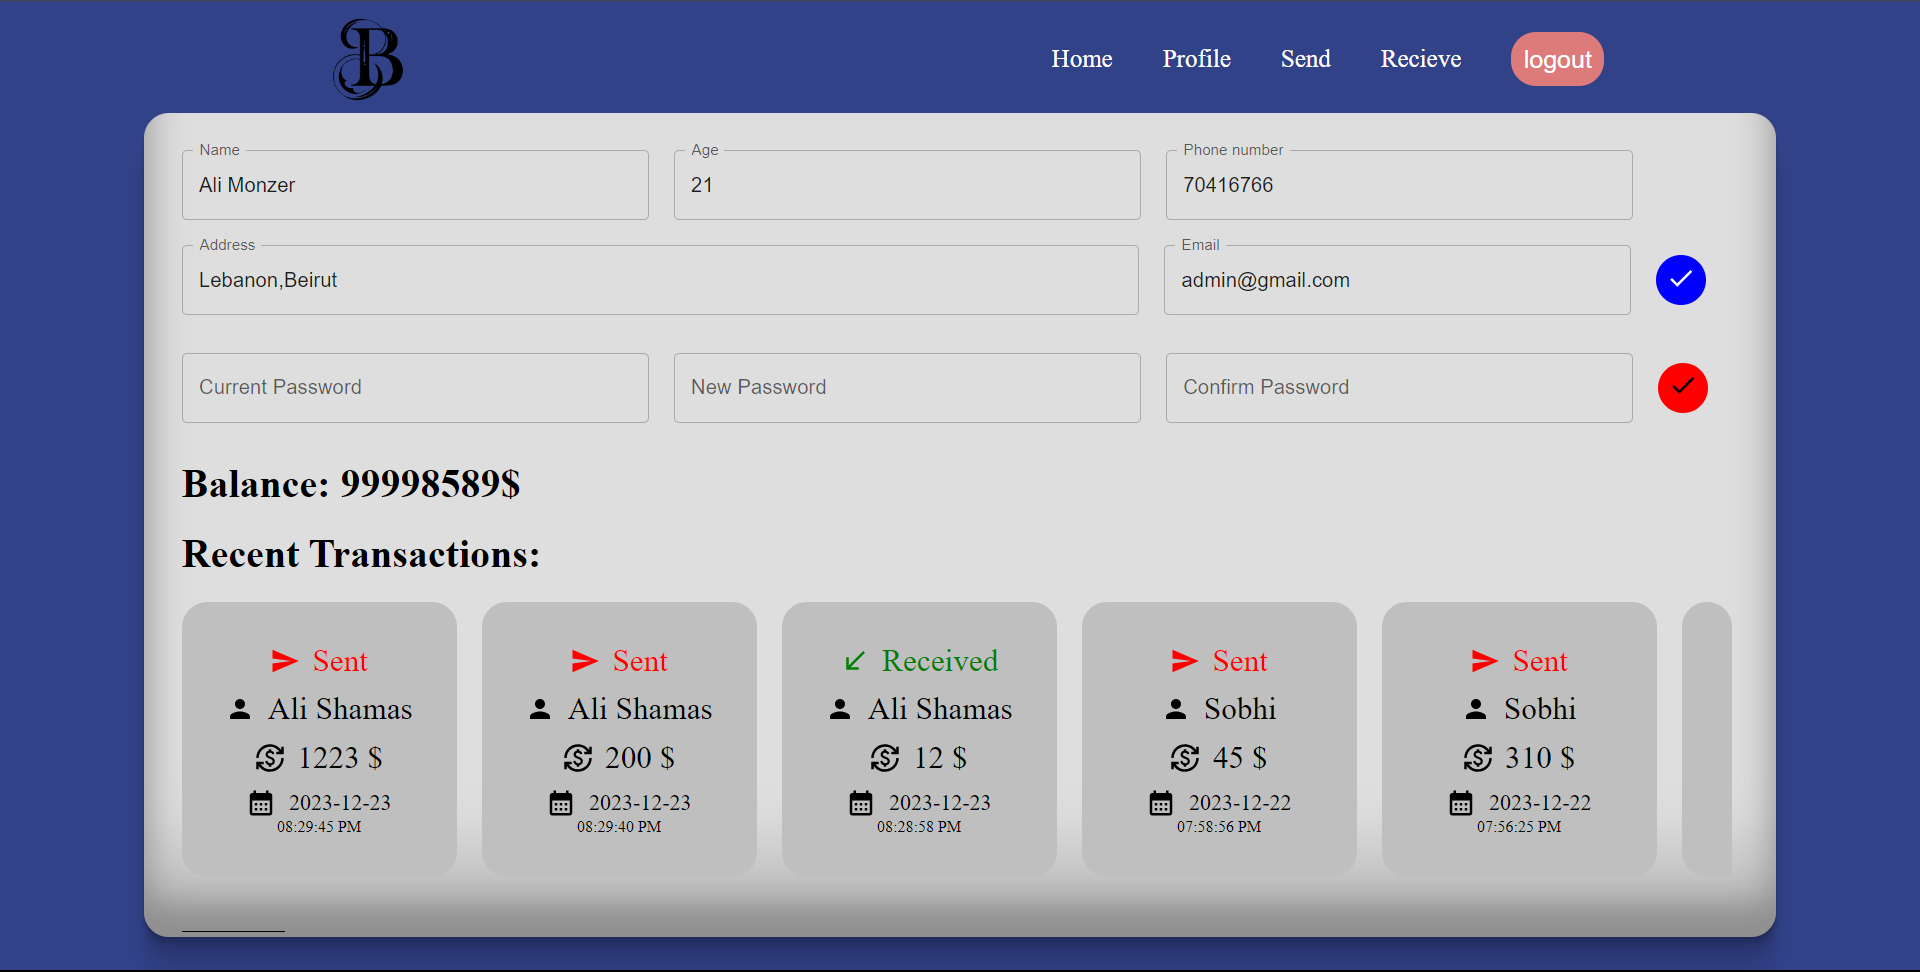 B
Home Profile Send Recieve logout
Name Age Phone number
Ali Monzer 21 70416766
Address Email
Lebanon,Beirut admin@gmail.com
Current Password New Password Confirm Password
Balance: 99998589$
Recent Transactions:
Sent
Ali Shamas
1223 $
2023-12-23
08:29:45 PM
Sent
Ali Shamas
200 $
2023-12-23
08:29:40 PM
Received
Ali Shamas
12 $
2023-12-23
08:28:58 PM
Sent
Sobhi
45 $
2023-12-22
07:58:56 PM
Sent
Sobhi
310 $
2023-12-22
07:56:25 PM